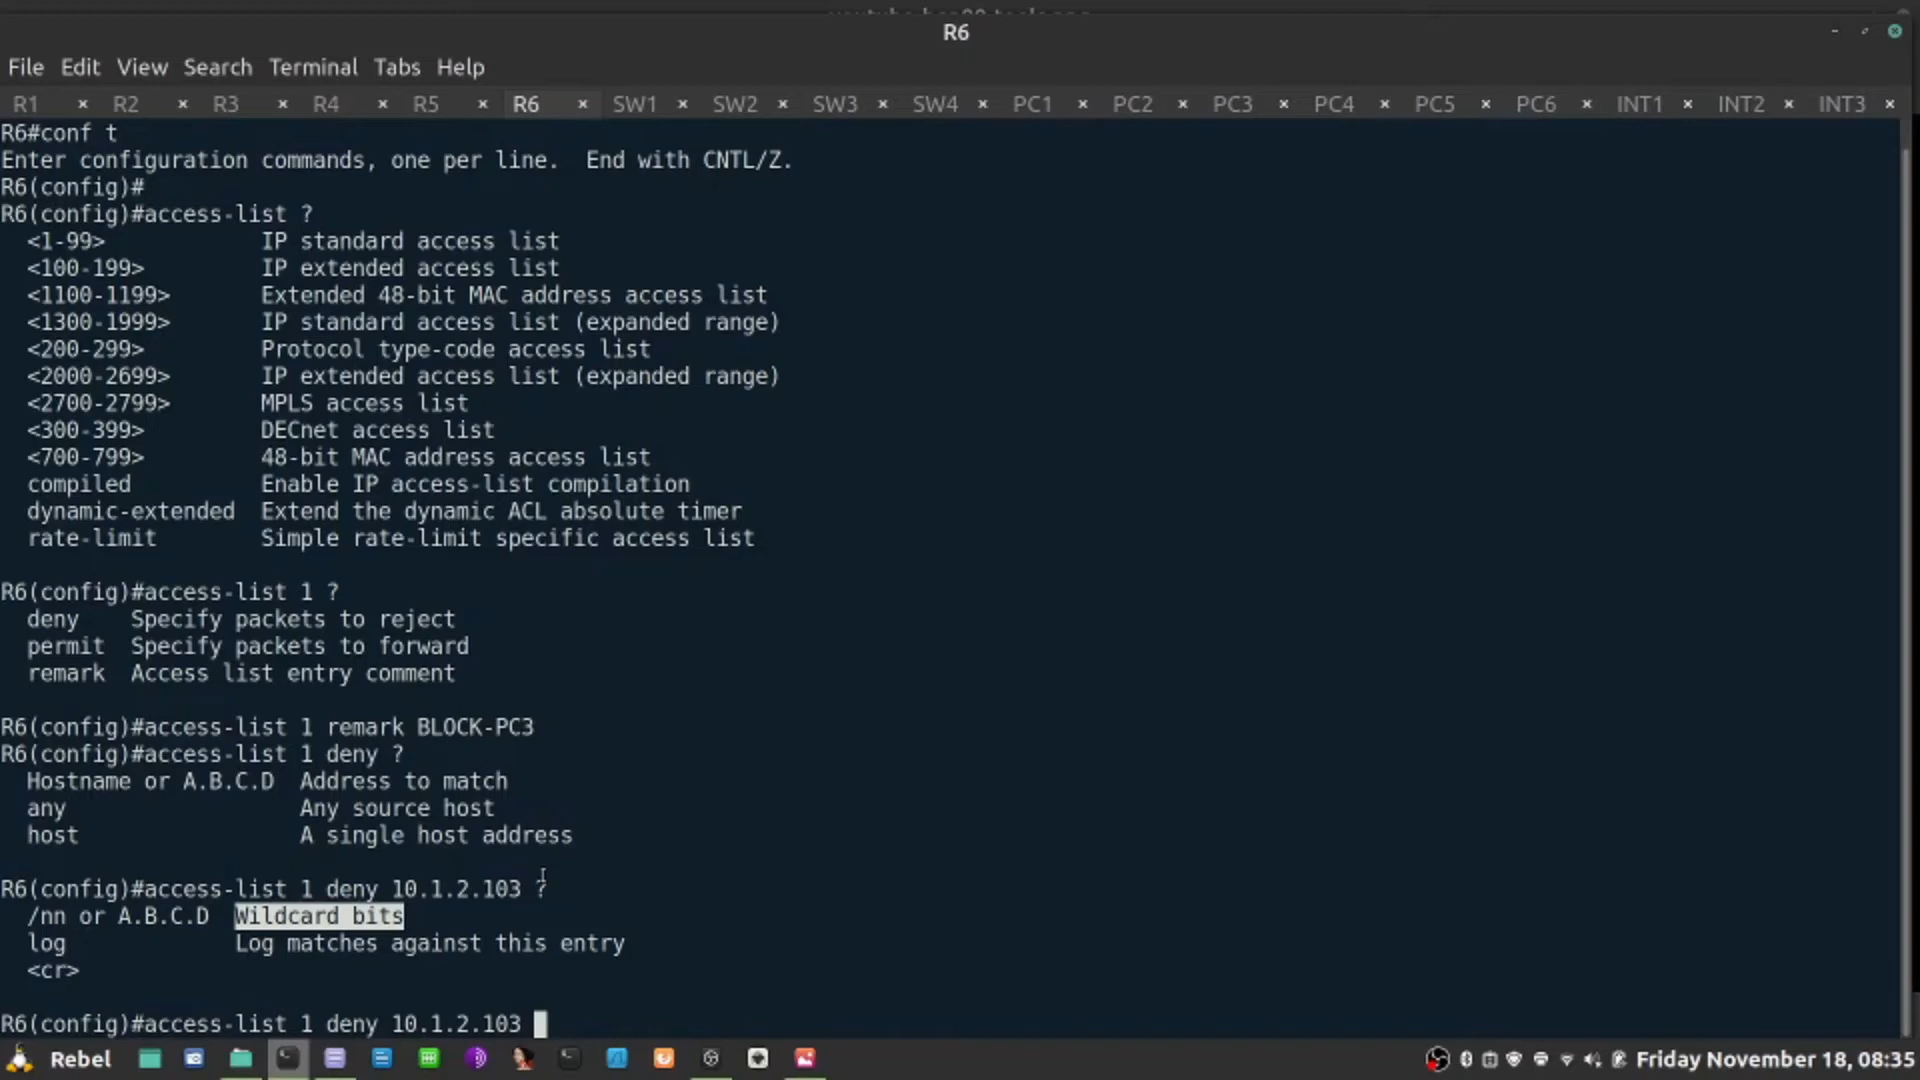 R6
File Edit View Search Terminal Tabs Help
R1 × R2 × R3 × R4 × R5 × R6 × SW1 × SW2 × SW3 × SW4 × PC1 × PC2 × PC3 × PC4 × PC5 × PC6 × INT1 × INT2 × INT3 ×
R6#conf t
Enter configuration commands, one per line.  End with CNTL/Z.
R6(config)#
R6(config)#access-list ?
  <1-99>            IP standard access list
  <100-199>         IP extended access list
  <1100-1199>       Extended 48-bit MAC address access list
  <1300-1999>       IP standard access list (expanded range)
  <200-299>         Protocol type-code access list
  <2000-2699>       IP extended access list (expanded range)
  <2700-2799>       MPLS access list
  <300-399>         DECnet access list
  <700-799>         48-bit MAC address access list
  compiled          Enable IP access-list compilation
  dynamic-extended  Extend the dynamic ACL absolute timer
  rate-limit        Simple rate-limit specific access list
R6(config)#access-list 1 ?
  deny    Specify packets to reject
  permit  Specify packets to forward
  remark  Access list entry comment
R6(config)#access-list 1 remark BLOCK-PC3
R6(config)#access-list 1 deny ?
  Hostname or A.B.C.D  Address to match
  any                  Any source host
  host                 A single host address
R6(config)#access-list 1 deny 10.1.2.103 ?
  /nn or A.B.C.D  Wildcard bits
  log             Log matches against this entry
  <cr>
R6(config)#access-list 1 deny 10.1.2.103
Rebel Friday November 18, 08:35